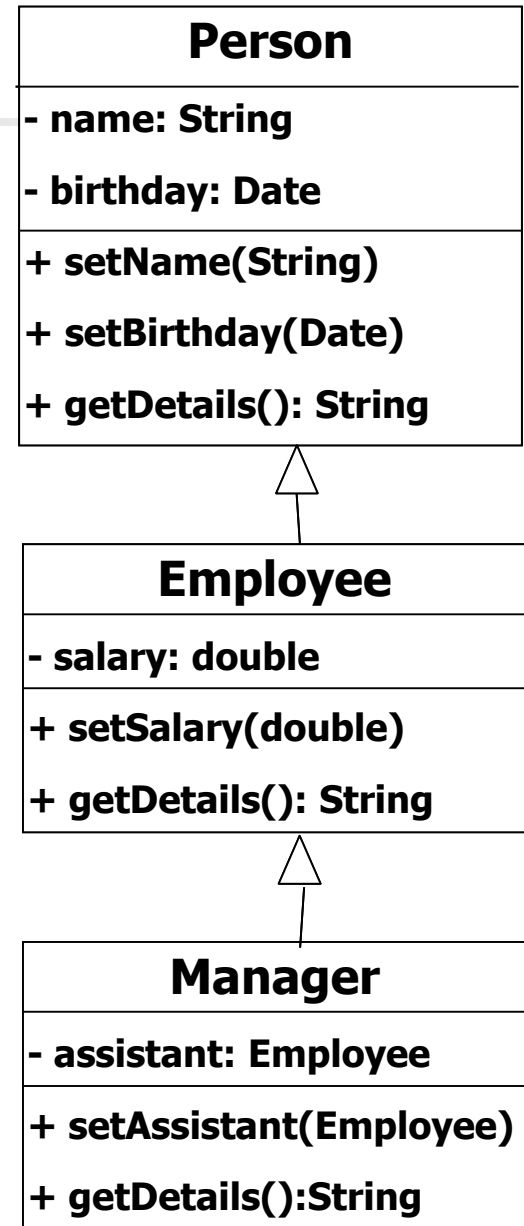 Person
- name: String
- birthday: Date
+ setName(String)
+ setBirthday(Date)
+ getDetails(): String
Employee
- salary: double
+ setSalary(double)
+ getDetails(): String
Manager
- assistant: Employee
+ setAssistant(Employee)
+ getDetails():String